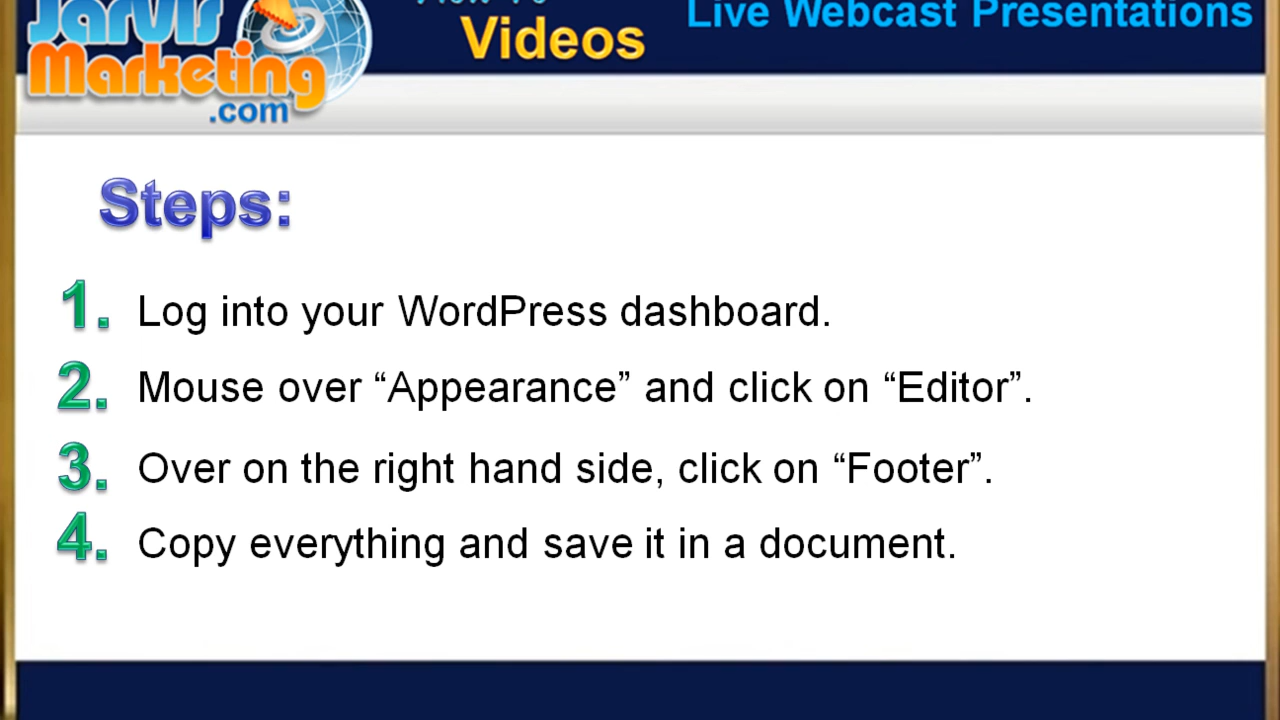 Jarvis
Marketing
.com
Videos
Live Webcast Presentations
Steps:
1. Log into your WordPress dashboard.
2. Mouse over “Appearance” and click on “Editor”.
3. Over on the right hand side, click on “Footer”.
4. Copy everything and save it in a document.